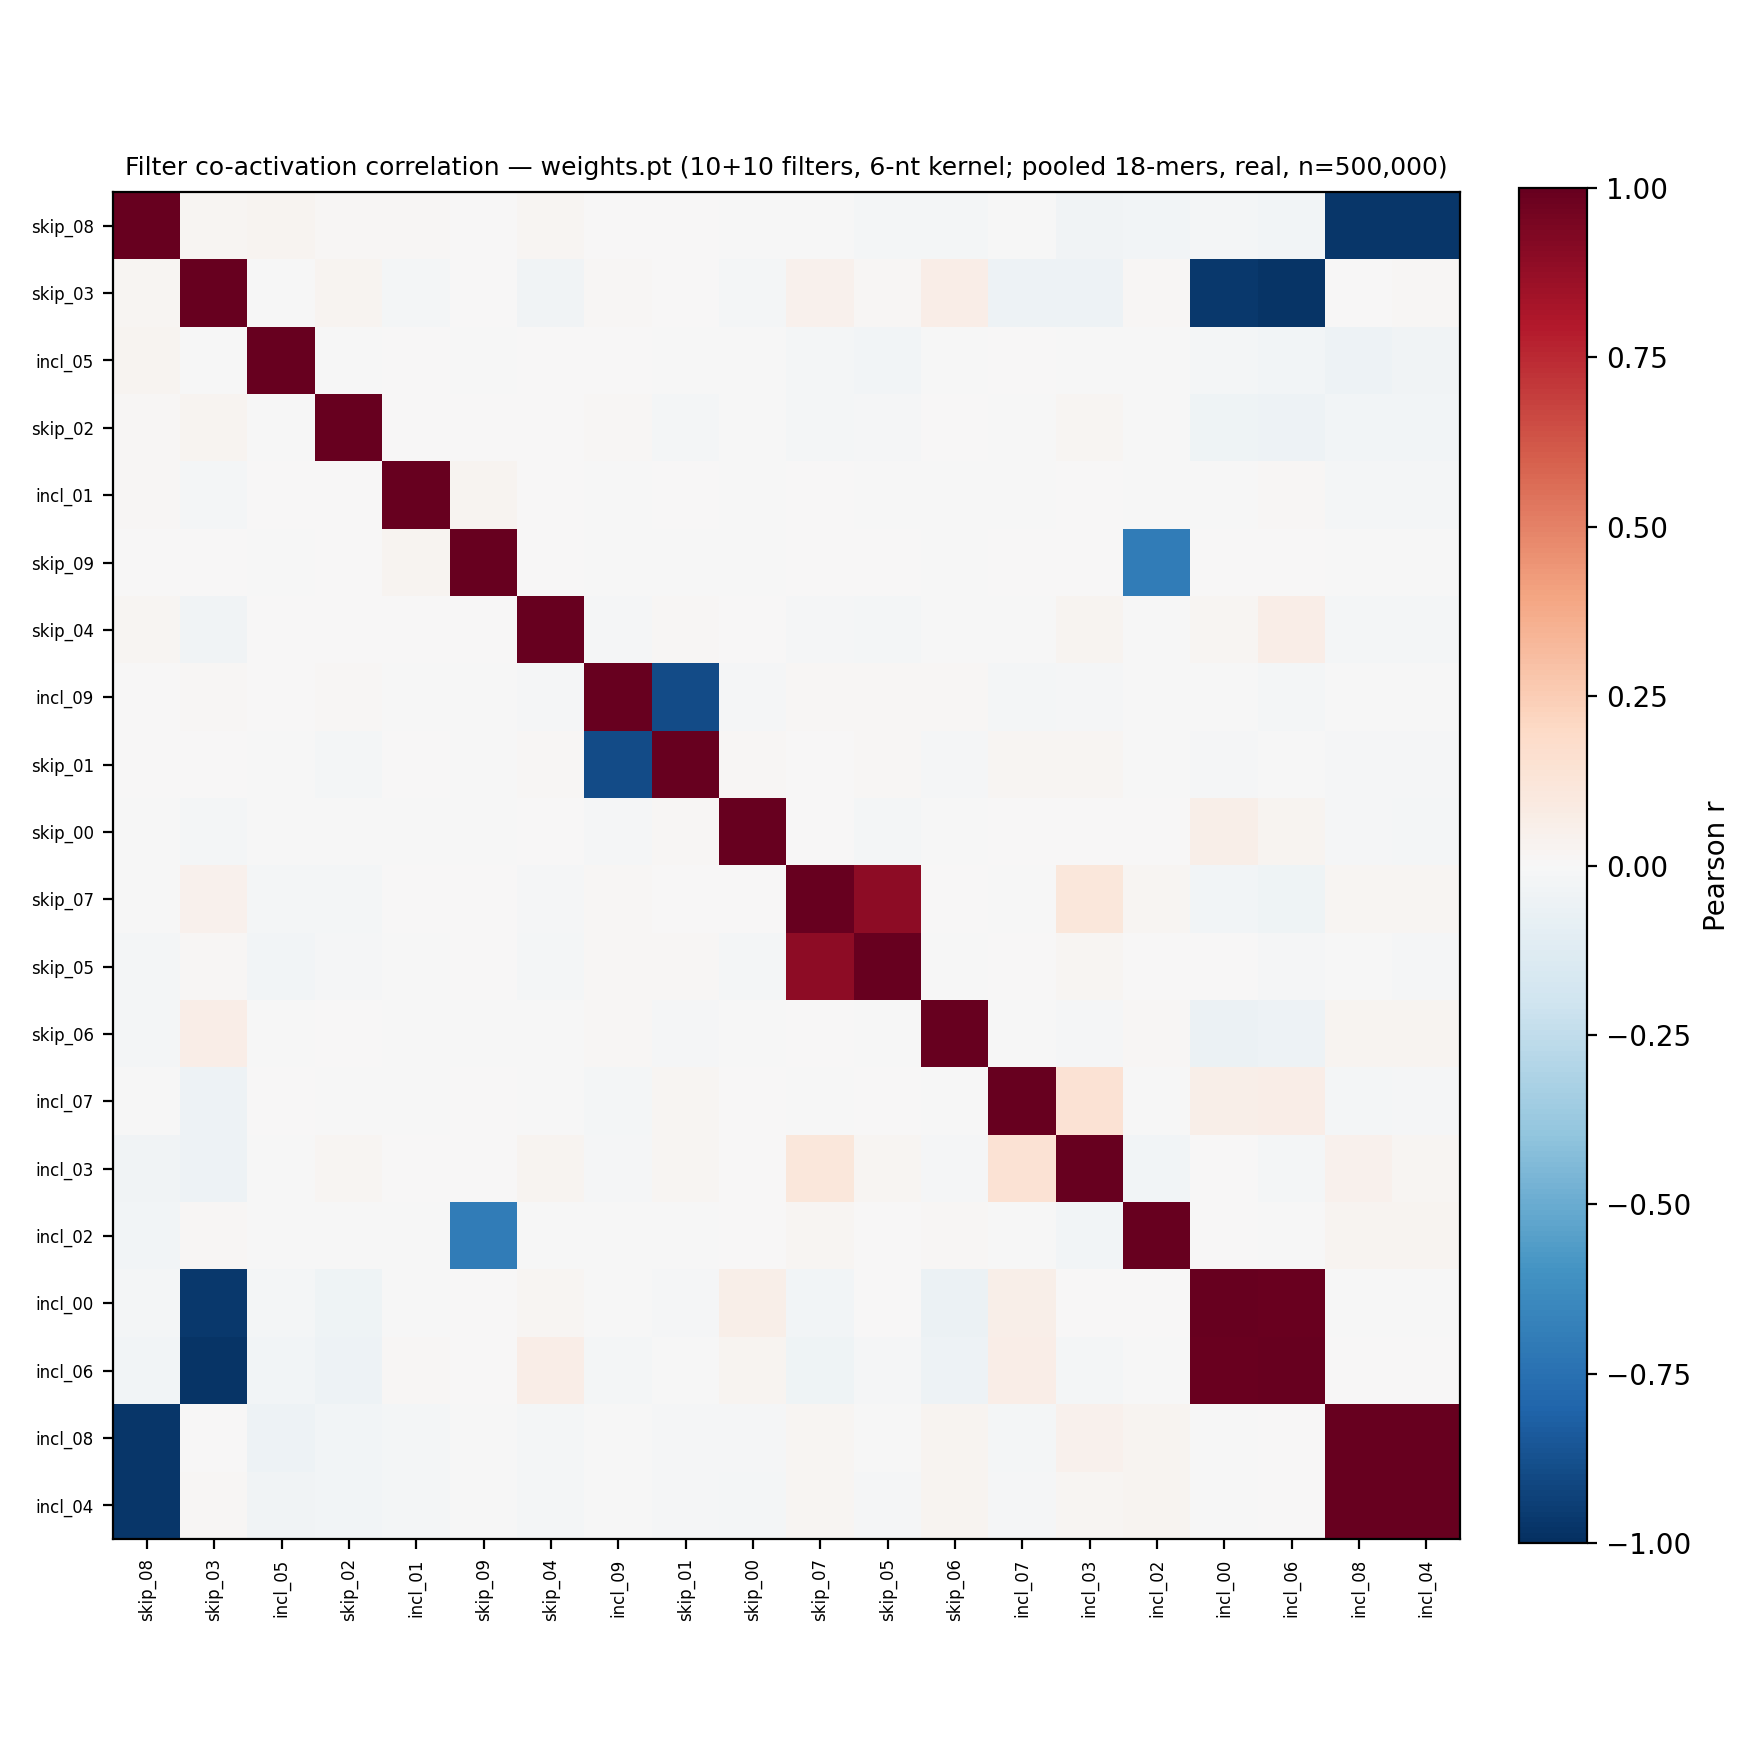 Filter co-activation correlation — weights.pt (10+10 filters, 6-nt kernel; pooled 18-mers, real, n=500,000)
skip_08
skip_03
incl_05
skip_02
incl_01
skip_09
skip_04
incl_09
skip_01
skip_00
skip_07
skip_05
skip_06
incl_07
incl_03
incl_02
incl_00
incl_06
incl_08
incl_04
skip_08
skip_03
incl_05
skip_02
incl_01
skip_09
skip_04
incl_09
skip_01
skip_00
skip_07
skip_05
skip_06
incl_07
incl_03
incl_02
incl_00
incl_06
incl_08
incl_04
1.00
0.75
0.50
0.25
0.00
−0.25
−0.50
−0.75
−1.00
Pearson r